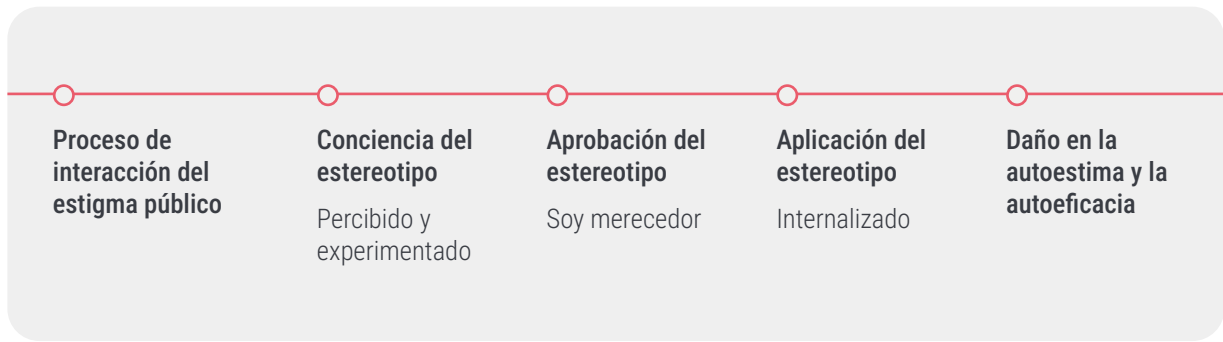 Proceso de
interacción del
estigma público
Conciencia del
estereotipo
Percibido y
experimentado
Aprobación del
estereotipo
Soy merecedor
Aplicación del
estereotipo
Internalizado
Daño en la
autoestima y la
autoeficacia